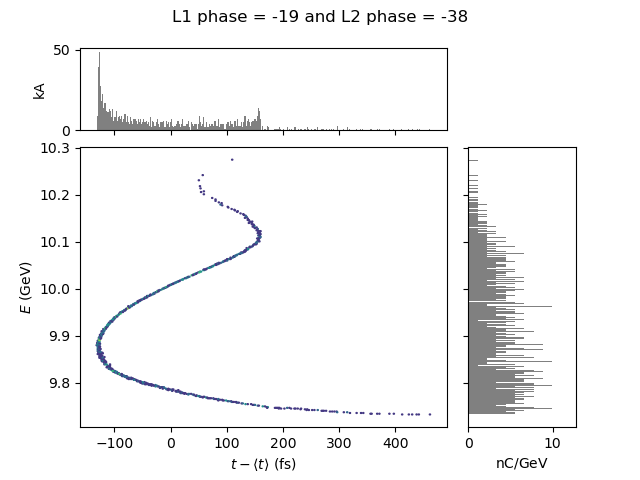 L1 phase = -19 and L2 phase = -38
50
0
kA
10.3
10.2
10.1
10.0
9.9
9.8
E (GeV)
−100 0 100 200 300 400
t − ⟨t⟩ (fs)
0 10
nC/GeV